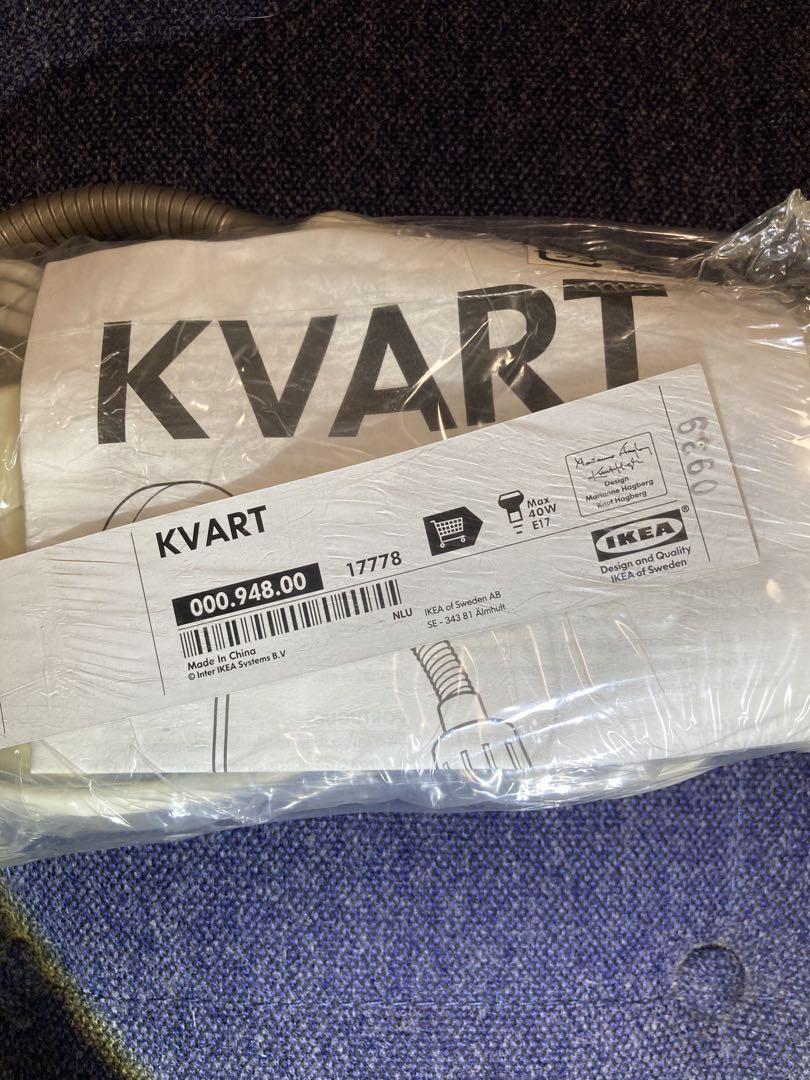 KVART
KVART
000.948.00
17778
NLU
Made in China
© Inter IKEA Systems B.V
IKEA of Sweden AB
SE - 343 81 Älmhult
Max
40W
E17
Design
Marianne Hagberg
Knut Hagberg
IKEA®
Design and Quality
IKEA of Sweden
0939